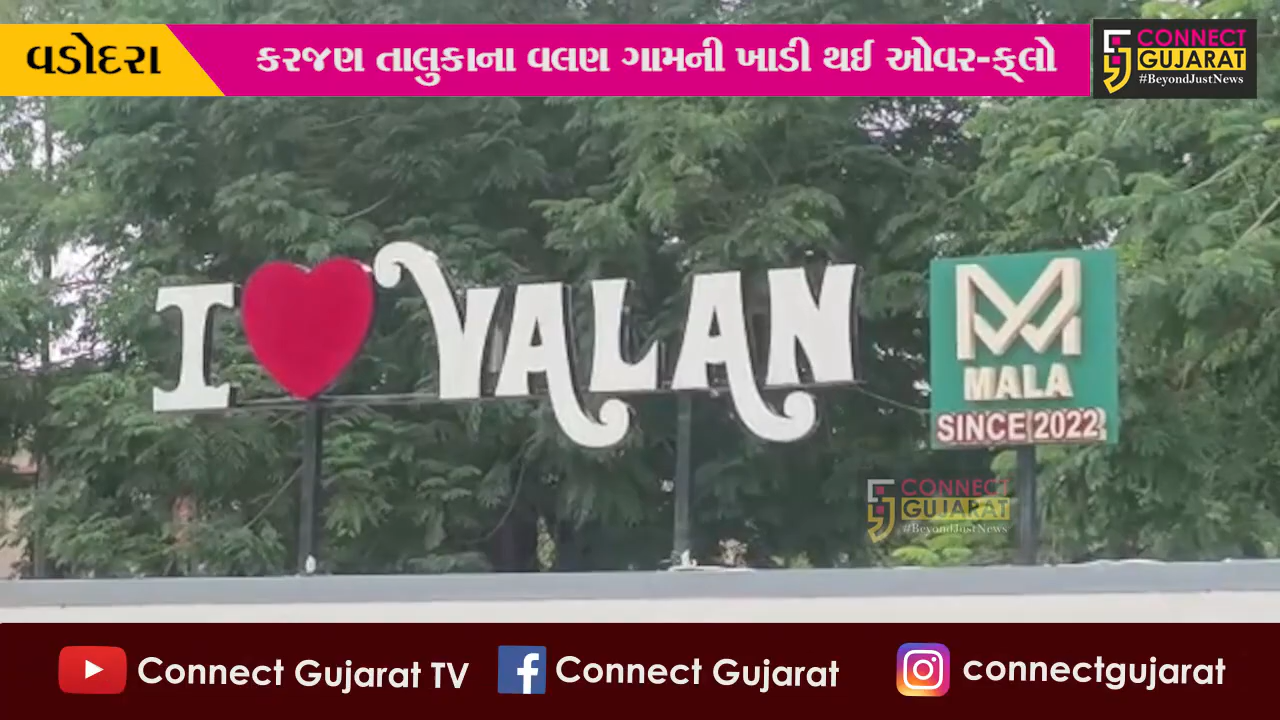 વડોદરા
કરજણ તાલુકાના વલણ ગામની ખાડી થઈ ઓવર-ફ્લો
CONNECT
GUJARAT
#BeyondJustNews
I VALAN
MALA
SINCE 2022
CONNECT
GUJARAT
#BeyondJustNews
Connect Gujarat TV
Connect Gujarat
connectgujarat